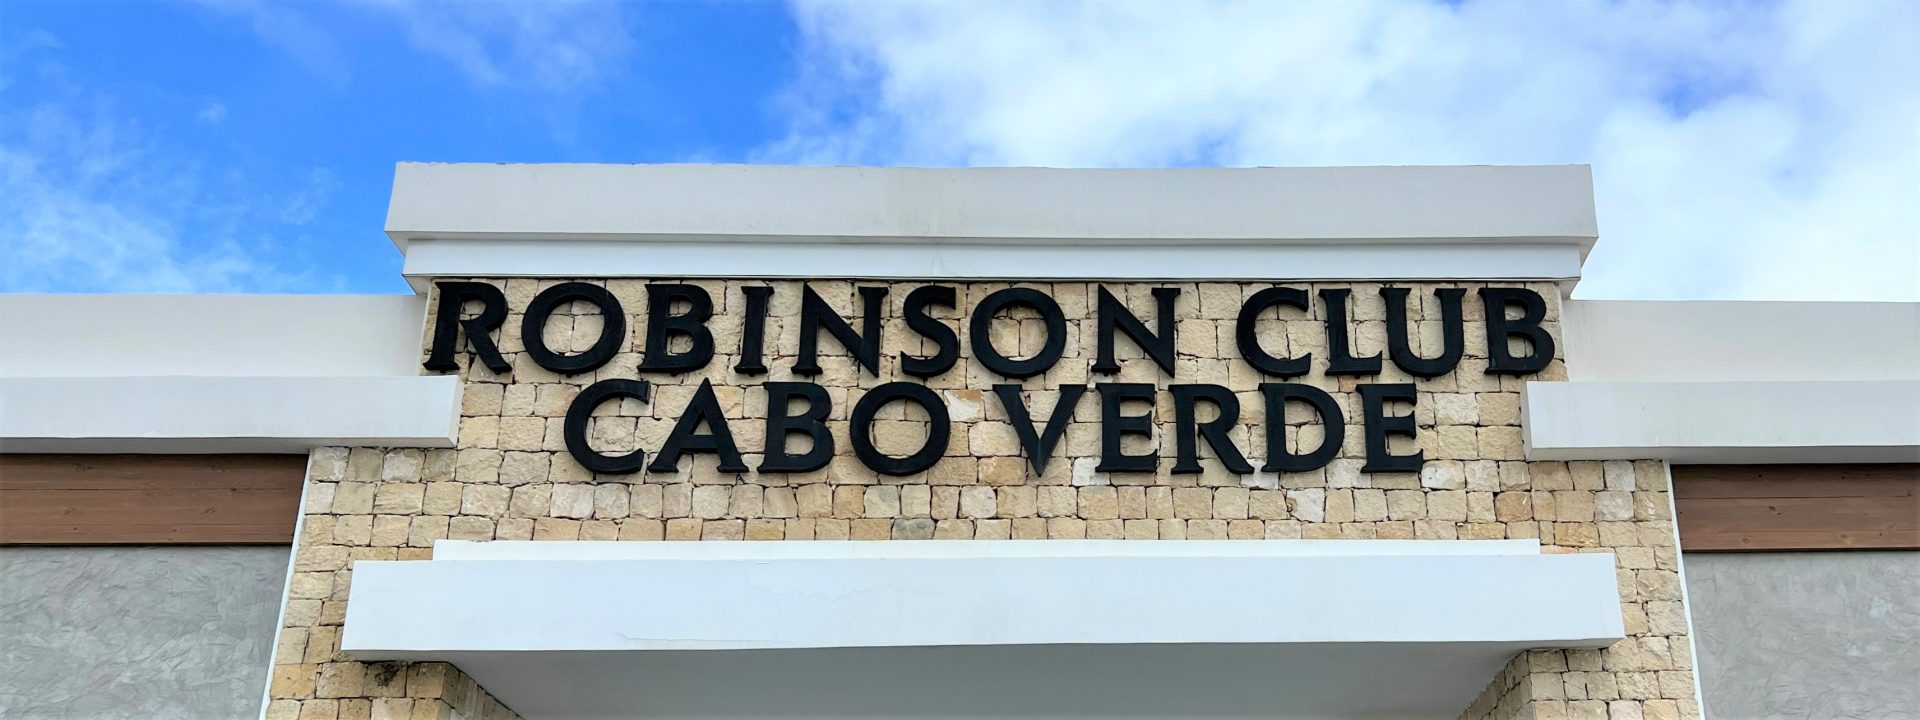 ROBINSON CLUB
CABO VERDE